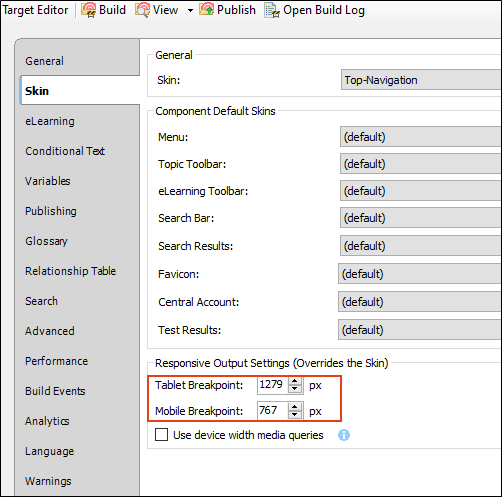 Target Editor Build View Publish Open Build Log
General
Skin
eLearning
Conditional Text
Variables
Publishing
Glossary
Relationship Table
Search
Advanced
Performance
Build Events
Analytics
Language
Warnings
General
Skin: Top-Navigation
Component Default Skins
Menu: (default)
Topic Toolbar: (default)
eLearning Toolbar: (default)
Search Bar: (default)
Search Results: (default)
Favicon: (default)
Central Account: (default)
Test Results: (default)
Responsive Output Settings (Overrides the Skin)
Tablet Breakpoint: 1279 px
Mobile Breakpoint: 767 px
Use device width media queries